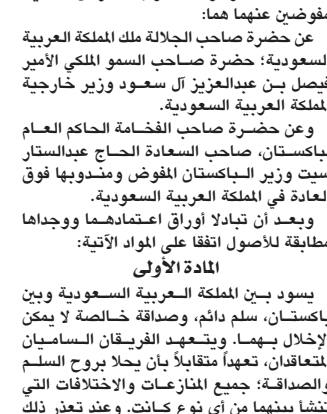 مفوضين عنهما هما:
عن حضرة صاحب الجلالة ملك المملكة العربية
السعودية؛ حضرة صاحب السمو الملكي الأمير
فيصل بن عبدالعزيز آل سعود وزير خارجية
المملكة العربية السعودية.
وعن حضرة صاحب الفخامة الحاكم العام
لباكستان، صاحب السعادة الحاج عبدالستار
سيت وزير الباكستان المفوض ومندوبها فوق
العادة في المملكة العربية السعودية.
وبعد أن تبادلا أوراق اعتمادهما ووجداها
مطابقة للأصول اتفقا على المواد الآتية:
المادة الأولى
يسود بين المملكة العربية السعودية وبين
باكستان، سلم دائم، وصداقة خالصة لا يمكن
الإخلال بهما. ويتعهد الفريقان الساميان
المتعاقدان، تعهداً متقابلاً بأن يحلا بروح السلم
والصداقة؛ جميع المنازعات والاختلافات التي
تنشأ بينهما من أي نوع كانت. وعند تعذر ذلك